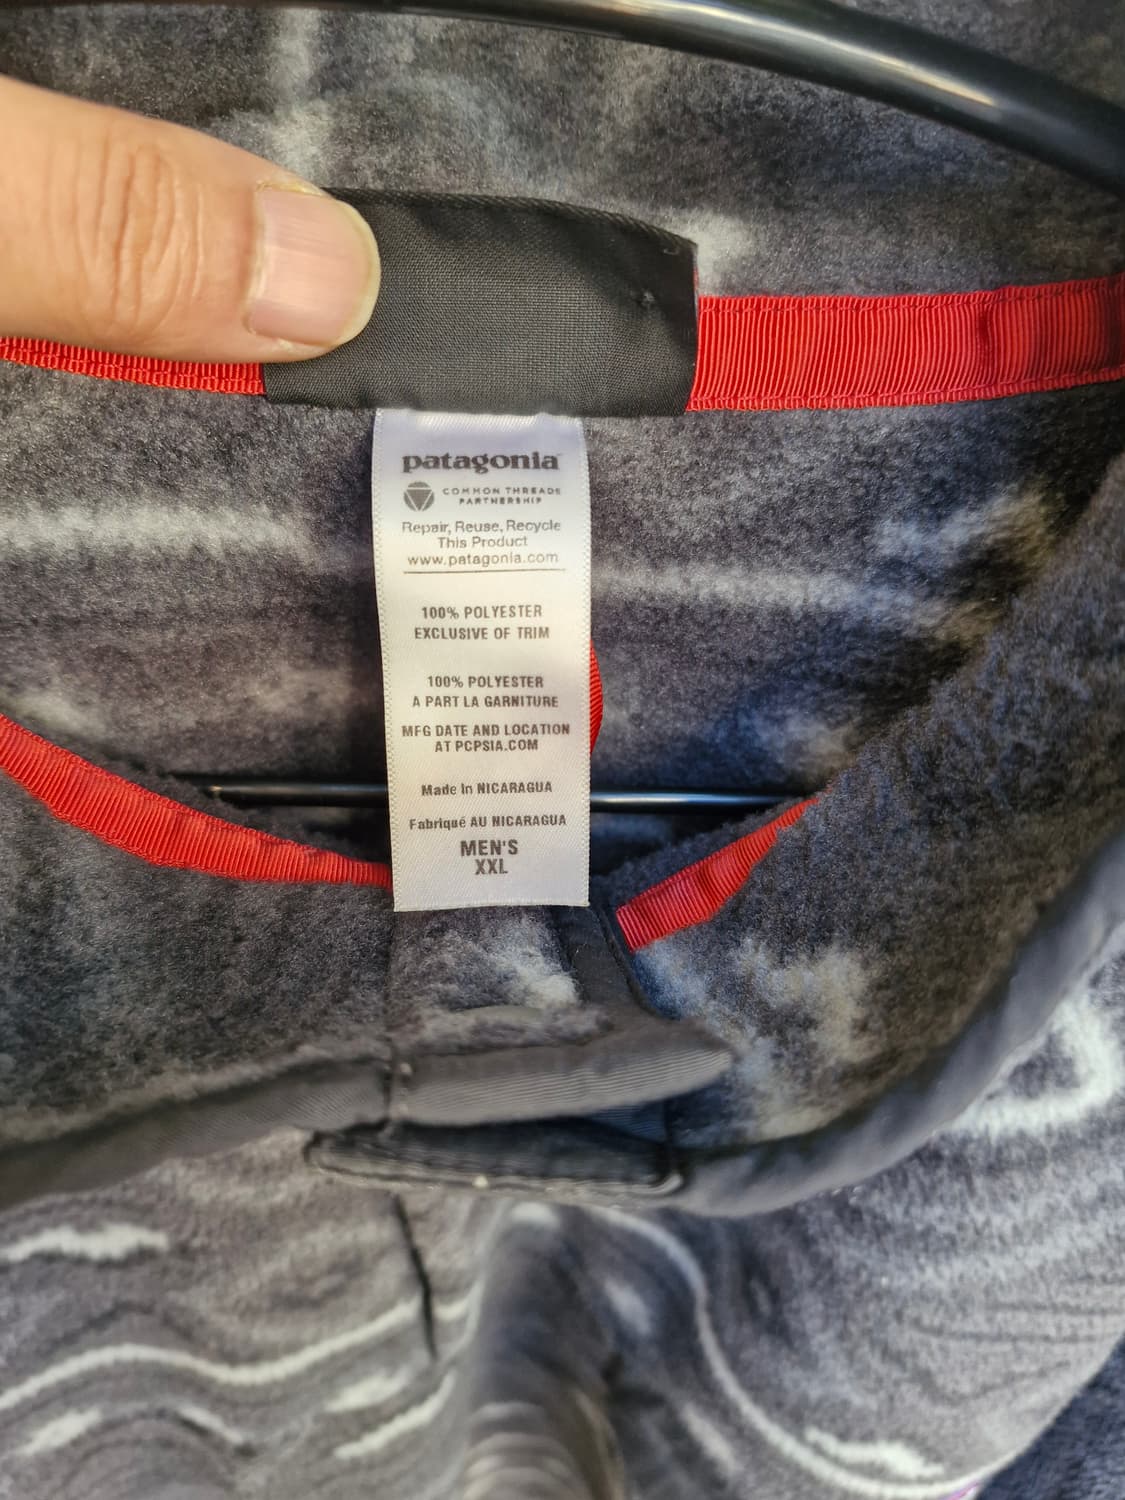 patagonia
COMMON THREADS
PARTNERSHIP
Repair, Reuse, Recycle
This Product
www.patagonia.com
100% POLYESTER
EXCLUSIVE OF TRIM
100% POLYESTER
A PART LA GARNITURE
MFG DATE AND LOCATION
AT PCPSIA.COM
Made In NICARAGUA
Fabriqué AU NICARAGUA
MEN'S
XXL